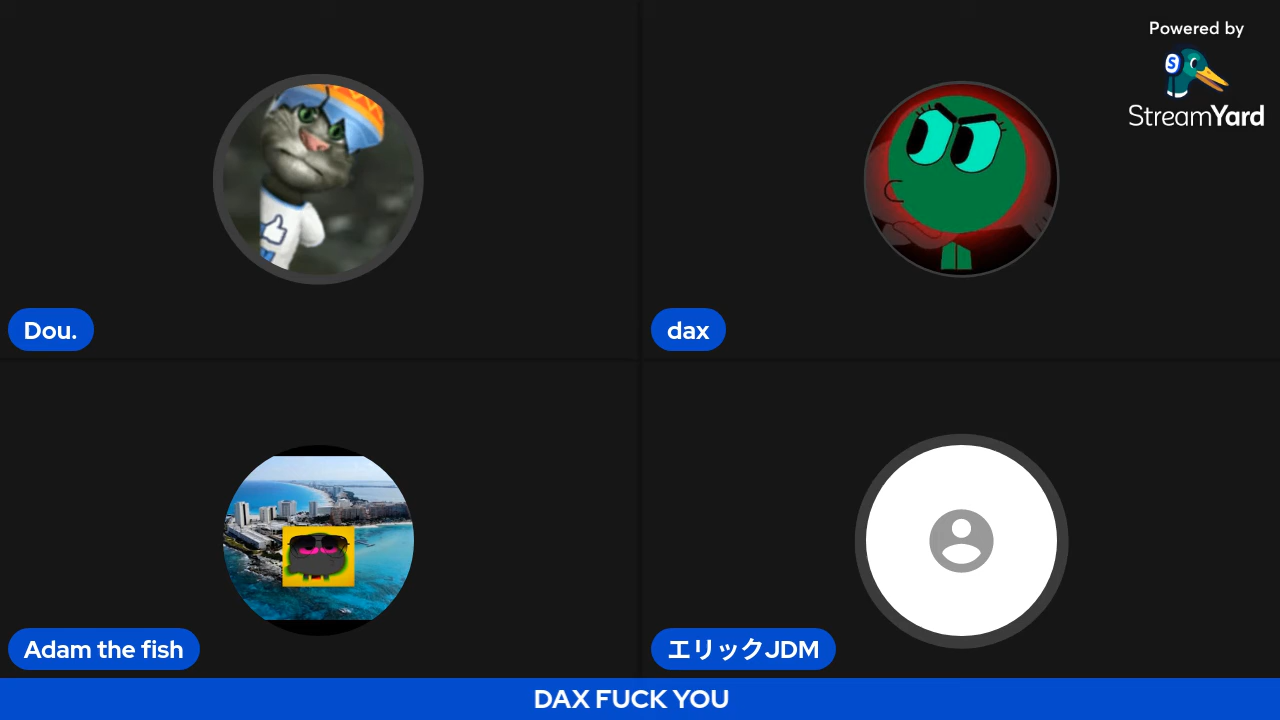 Powered by
S
StreamYard
Dou.
dax
Adam the fish
エリックJDM
DAX FUCK YOU